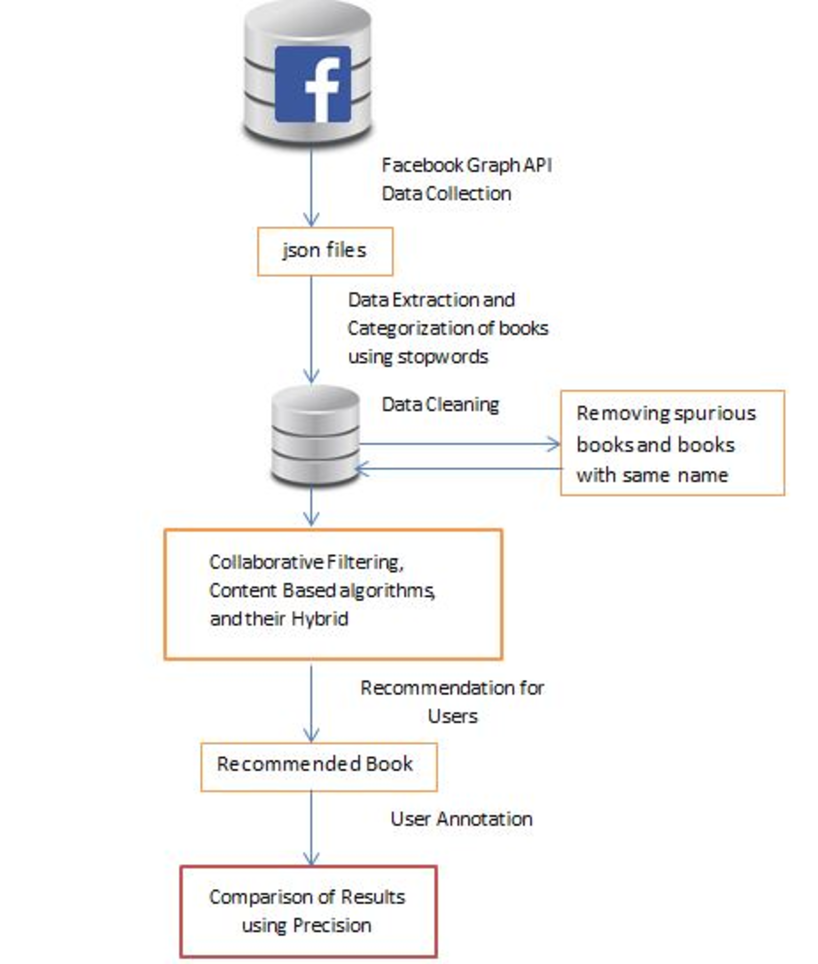 f
Facebook Graph API
Data Collection
json files
Data Extraction and
Categorization of books
using stopwords
Data Cleaning
Removing spurious
books and books
with same name
Collaborative Filtering,
Content Based algorithms,
and their Hybrid
Recommendation for
Users
Recommended Book
User Annotation
Comparison of Results
using Precision